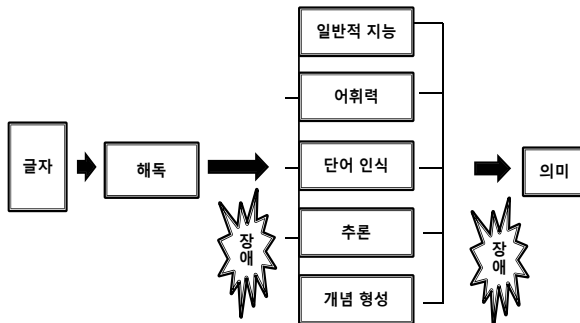 글자
해독
장애
일반적 지능
어휘력
단어 인식
추론
개념 형성
장애
의미